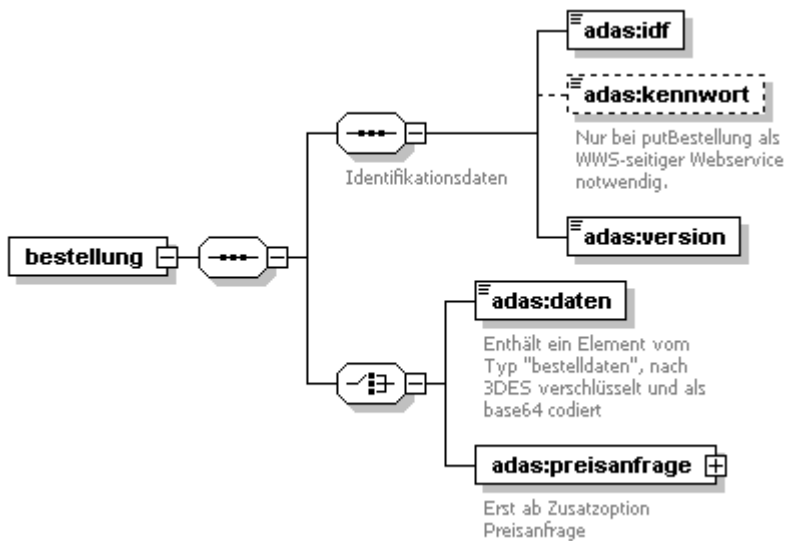 adas:idf
adas:kennwort
Nur bei putBestellung als
WWS-seitiger Webservice
notwendig.
Identifikationsdaten
adas:version
bestellung
adas:daten
Enthält ein Element vom
Typ "bestelldaten", nach
3DES verschlüsselt und als
base64 codiert
adas:preisanfrage
Erst ab Zusatzoption
Preisanfrage